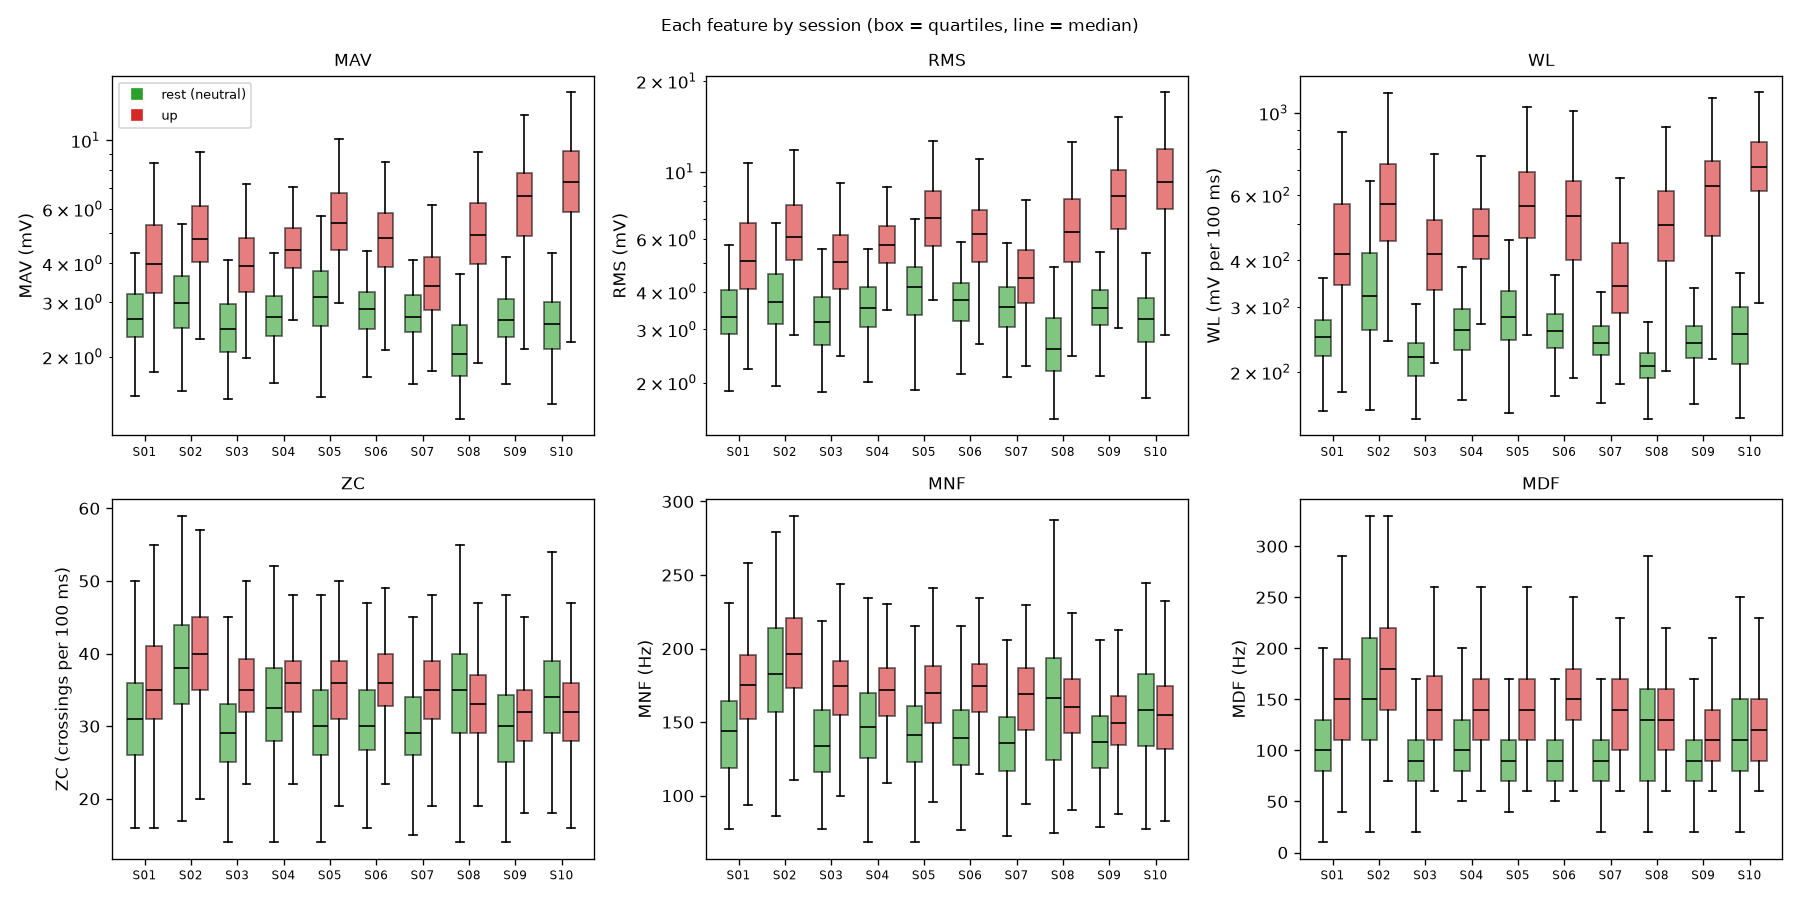 Each feature by session (box = quartiles, line = median)
MAV
RMS
WL
rest (neutral)
up
MAV (mV)
10¹
6 × 10⁰
4 × 10⁰
3 × 10⁰
2 × 10⁰
S01 S02 S03 S04 S05 S06 S07 S08 S09 S10
RMS (mV)
2 × 10¹
10¹
6 × 10⁰
4 × 10⁰
3 × 10⁰
2 × 10⁰
S01 S02 S03 S04 S05 S06 S07 S08 S09 S10
WL (mV per 100 ms)
10³
6 × 10²
4 × 10²
3 × 10²
2 × 10²
S01 S02 S03 S04 S05 S06 S07 S08 S09 S10
ZC
MNF
MDF
ZC (crossings per 100 ms)
60
50
40
30
20
S01 S02 S03 S04 S05 S06 S07 S08 S09 S10
MNF (Hz)
300
250
200
150
100
S01 S02 S03 S04 S05 S06 S07 S08 S09 S10
MDF (Hz)
300
250
200
150
100
50
0
S01 S02 S03 S04 S05 S06 S07 S08 S09 S10